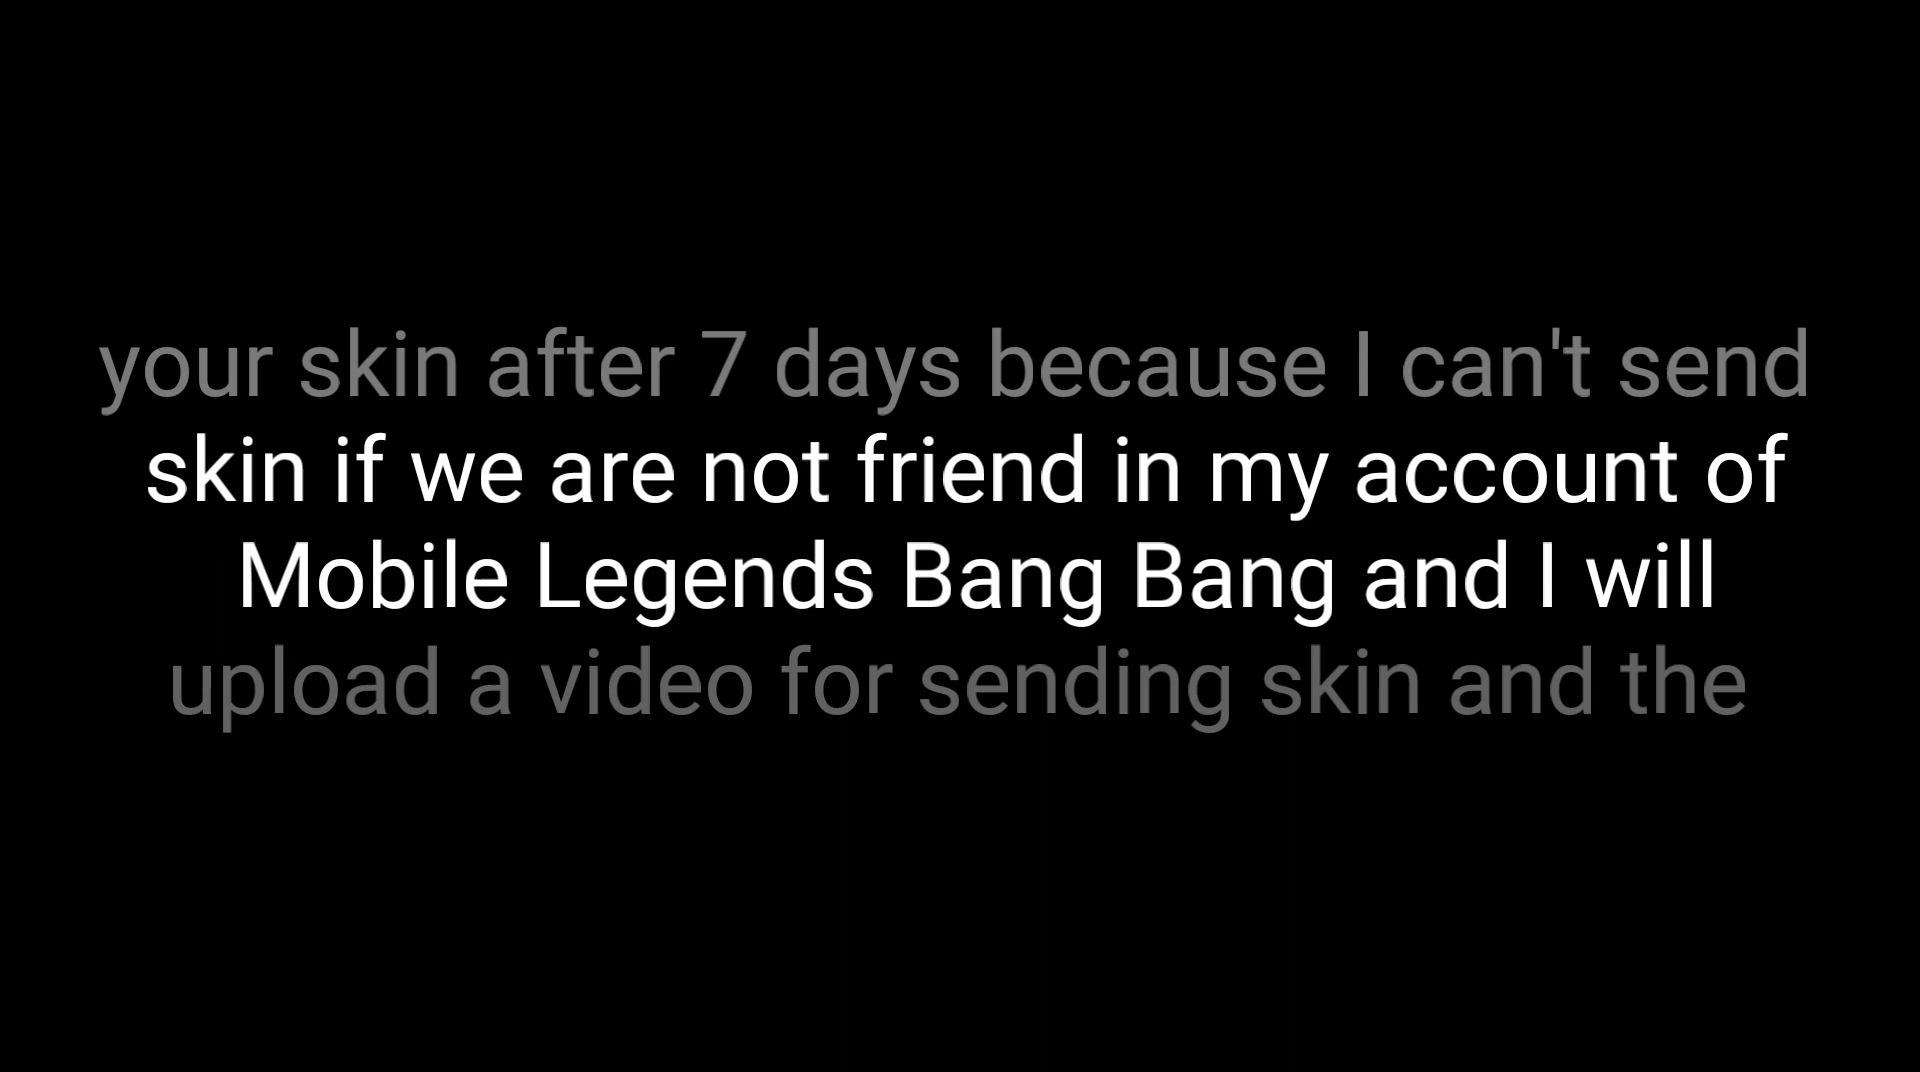 your skin after 7 days because I can't send
skin if we are not friend in my account of
Mobile Legends Bang Bang and I will
upload a video for sending skin and the